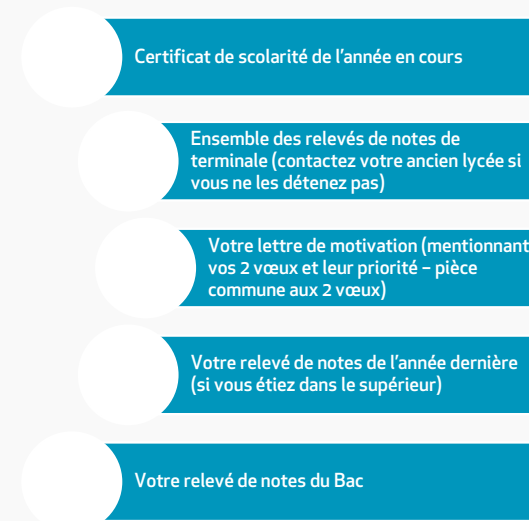 Certificat de scolarité de l’année en cours
Ensemble des relevés de notes de
terminale (contactez votre ancien lycée si
vous ne les détenez pas)
Votre lettre de motivation (mentionnant
vos 2 vœux et leur priorité – pièce
commune aux 2 vœux)
Votre relevé de notes de l’année dernière
(si vous étiez dans le supérieur)
Votre relevé de notes du Bac